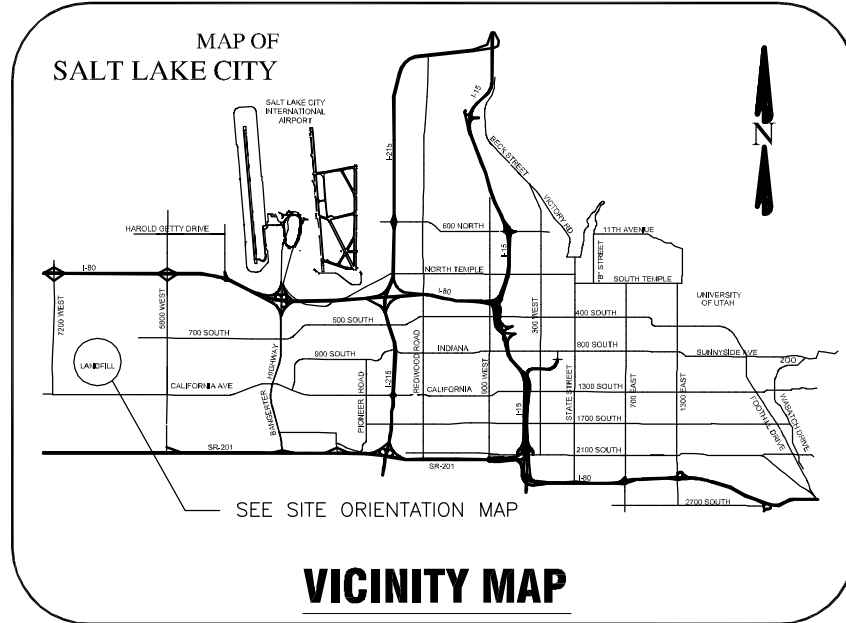 MAP OF
SALT LAKE CITY
SALT LAKE CITY
INTERNATIONAL
AIRPORT
N
I-15
I-215
BECK STREET
VICTORY RD
HAROLD GETTY DRIVE
600 NORTH
11TH AVENUE
I-15
"B" STREET
I-80
NORTH TEMPLE
SOUTH TEMPLE
I-80
UNIVERSITY
OF UTAH
7200 WEST
5600 WEST
500 SOUTH
300 WEST
400 SOUTH
700 SOUTH
REDWOOD ROAD
INDIANA
800 SOUTH
SUNNYSIDE AVE
900 SOUTH
ZOO
LANDFILL
BANGERTER HIGHWAY
PIONEER ROAD
I-215
900 WEST
STATE STREET
700 EAST
1300 EAST
CALIFORNIA AVE
CALIFORNIA
1300 SOUTH
I-15
FOOTHILL DRIVE
WASATCH DRIVE
1700 SOUTH
SR-201
2100 SOUTH
SR-201
I-80
2700 SOUTH
SEE SITE ORIENTATION MAP
VICINITY MAP